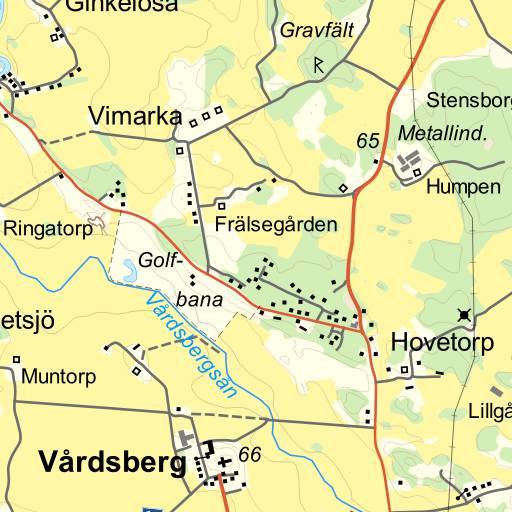 Ginkelösa
Gravfält
Vimarka
Stensborg
65
Metallind.
Humpen
Ringatorp
Frälsegården
Golf-
bana
Vårdsbergsån
etsjö
Hovetorp
Muntorp
Lillgå
Vårdsberg
66